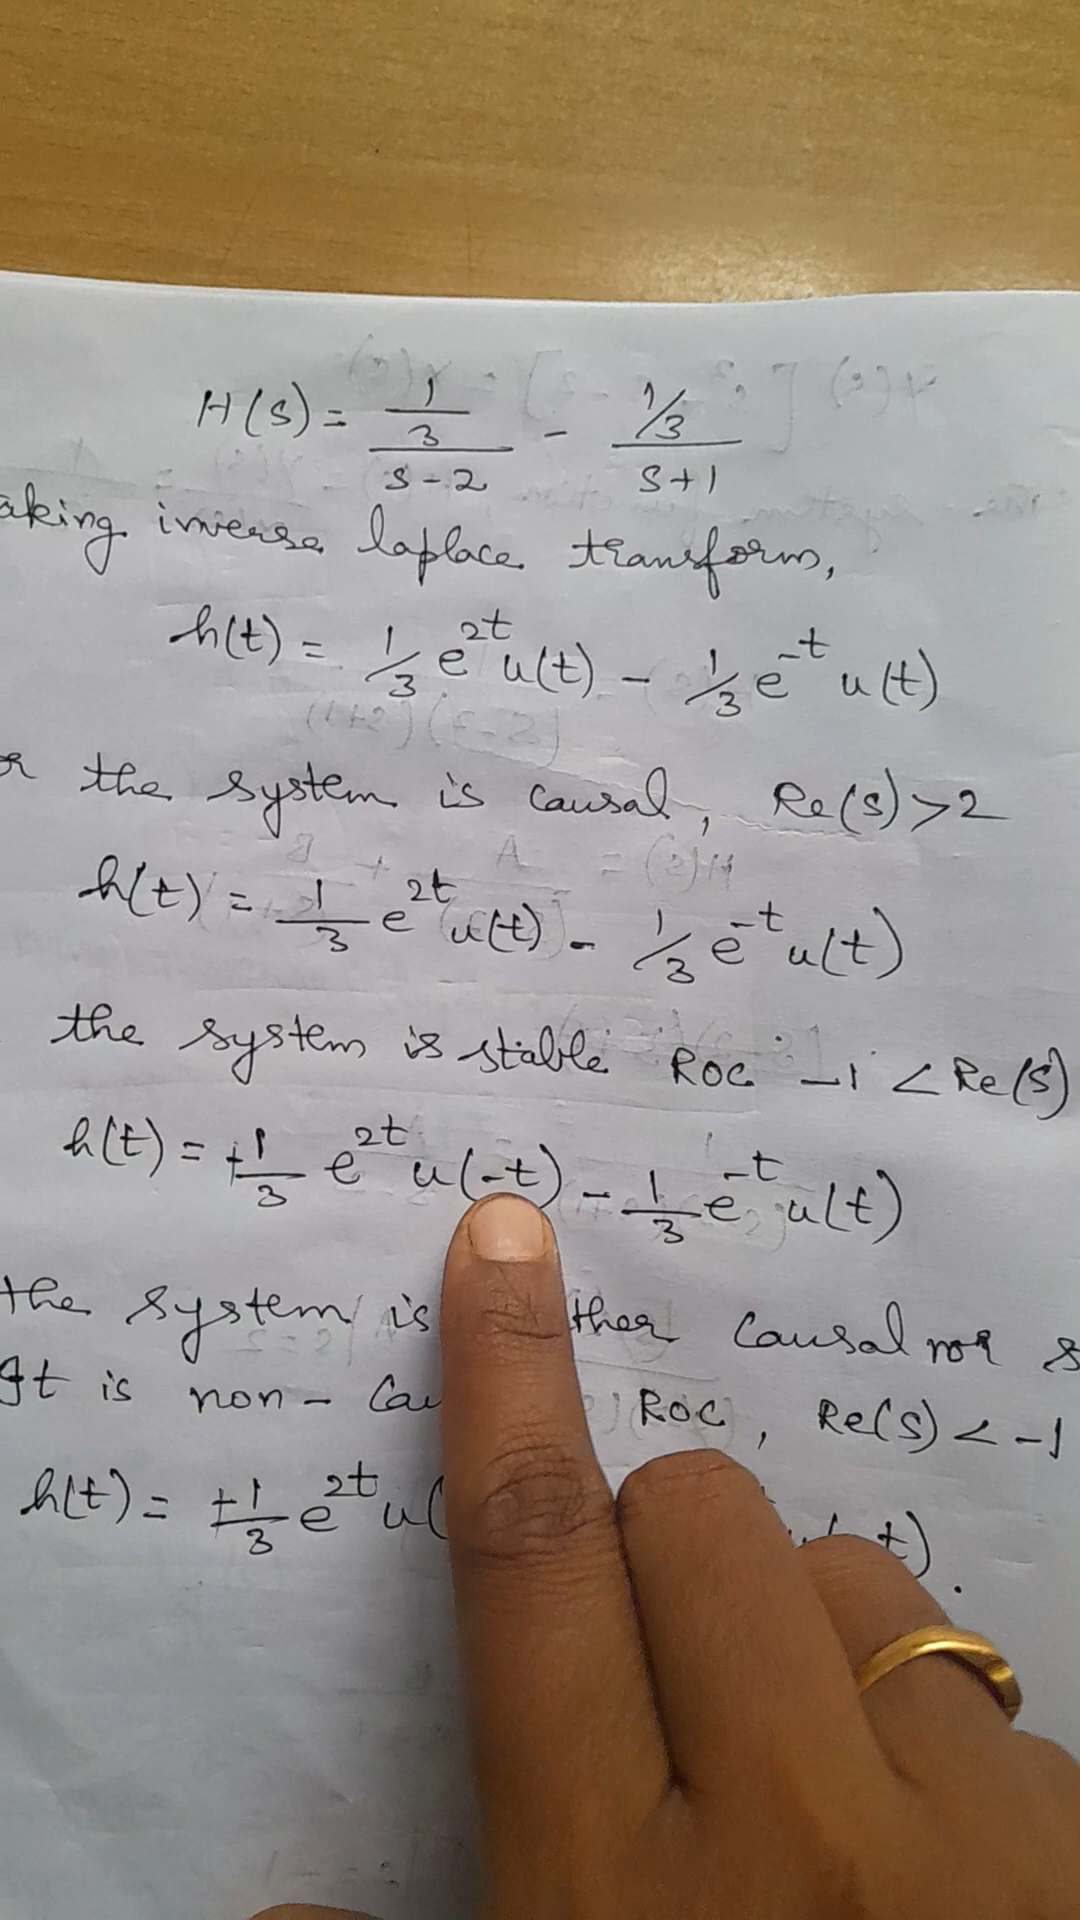 H(s) = 1/3/s-2 - 1/3/s+1
aking inverse laplace transform,
h(t) = 1/3 e^2t u(t) - 1/3 e^-t u(t)
the system is causal, Re(s) > 2
h(t) = 1/3 e^2t u(t) - 1/3 e^-t u(t)
the system is stable ROC -1 < Re(s)
h(t) = +1/3 e^2t u(-t) - 1/3 e^-t u(t)
the system is ther causal nor s
It is non- Cau ROC, Re(s) < -1
h(t) = +1/3 e^2t u( t).